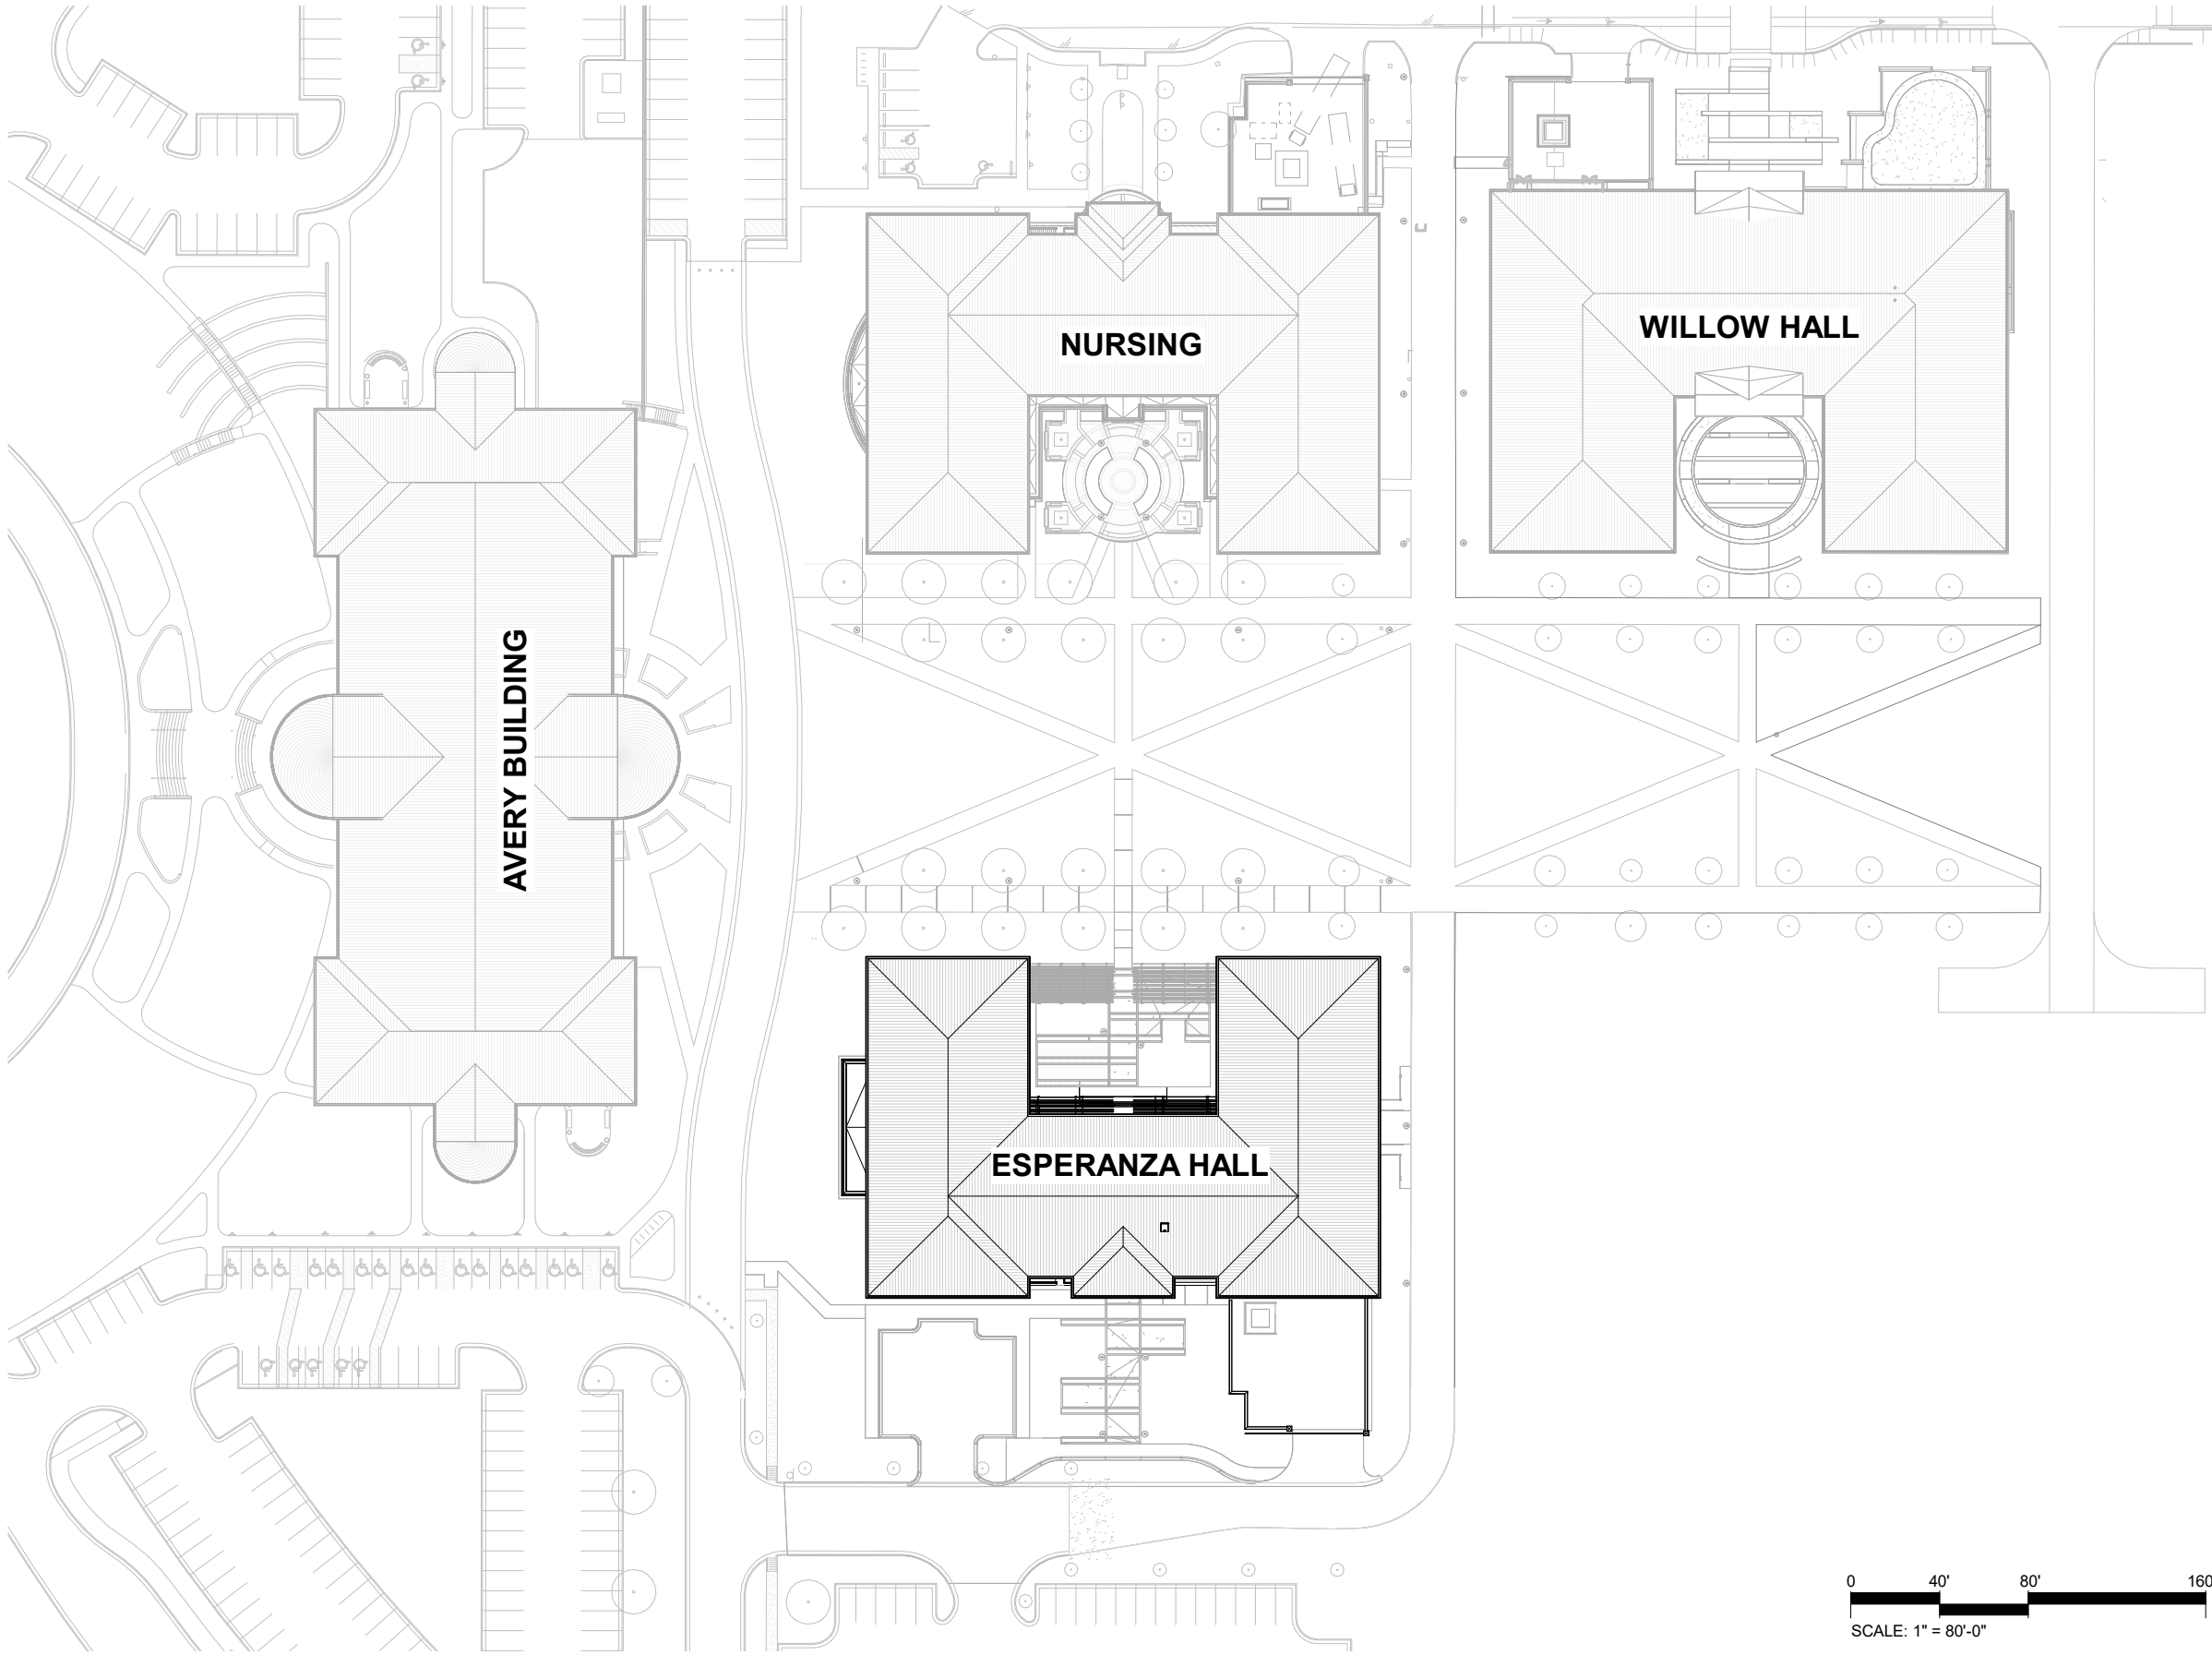 NURSING
WILLOW HALL
AVERY BUILDING
ESPERANZA HALL
0 40' 80' 160
SCALE: 1" = 80'-0"